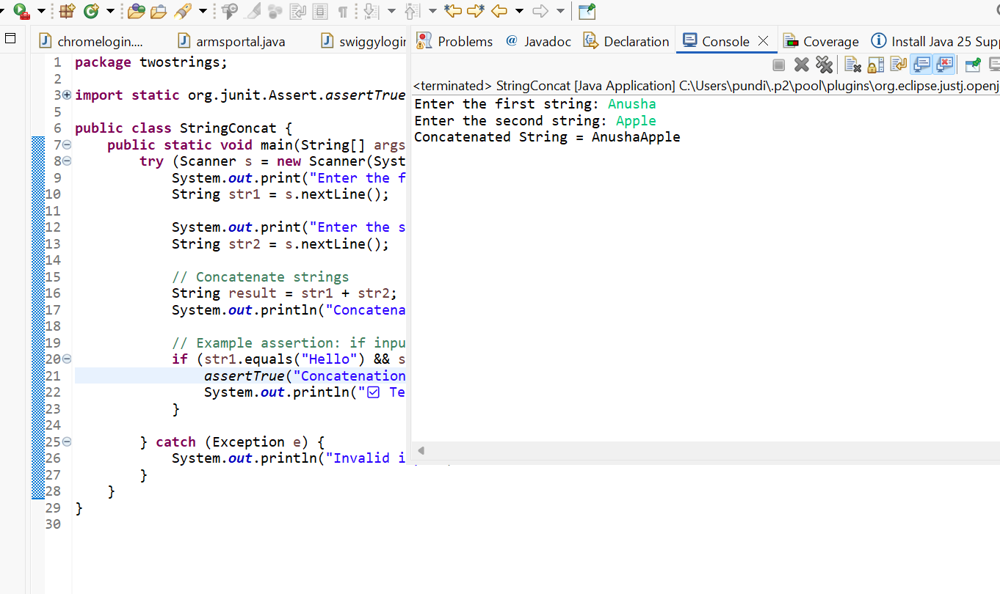 chromelogin....
armsportal.java
swiggylogin
Problems
@ Javadoc
Declaration
Console
Coverage
Install Java 25 Supp
<terminated> StringConcat [Java Application] C:\Users\pundi\.p2\pool\plugins\org.eclipse.justj.openj
Enter the first string: Anusha
Enter the second string: Apple
Concatenated String = AnushaApple
1 package twostrings;
2
3 import static org.junit.Assert.assertTrue
5
6 public class StringConcat {
7 public static void main(String[] args
8 try (Scanner s = new Scanner(Syst
9 System.out.print("Enter the f
10 String str1 = s.nextLine();
11
12 System.out.print("Enter the s
13 String str2 = s.nextLine();
14
15 // Concatenate strings
16 String result = str1 + str2;
17 System.out.println("Concatena
18
19 // Example assertion: if inpu
20 if (str1.equals("Hello") && s
21 assertTrue("Concatenation
22 System.out.println("☑ Te
23 }
24
25 } catch (Exception e) {
26 System.out.println("Invalid i
27 }
28 }
29 }
30